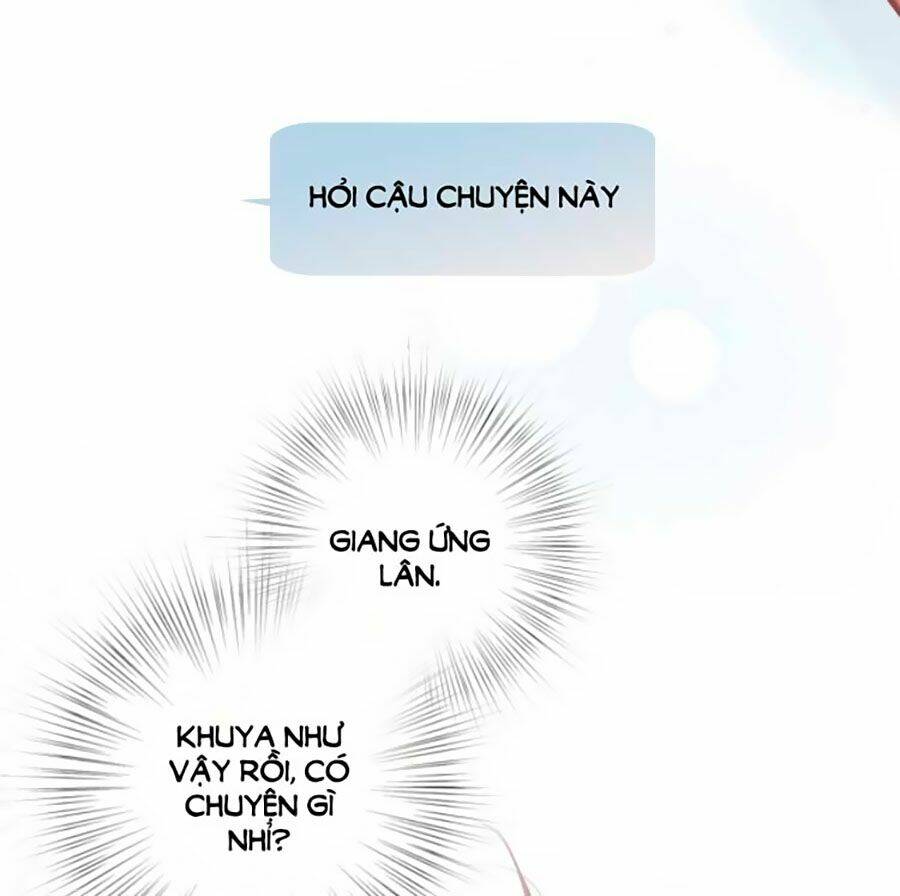 HỎI CẬU CHUYỆN NÀY
GIANG ỨNG
LÂN.
KHUYA NHƯ
VẬY RỒI, CÓ
CHUYỆN GÌ
NHỈ?